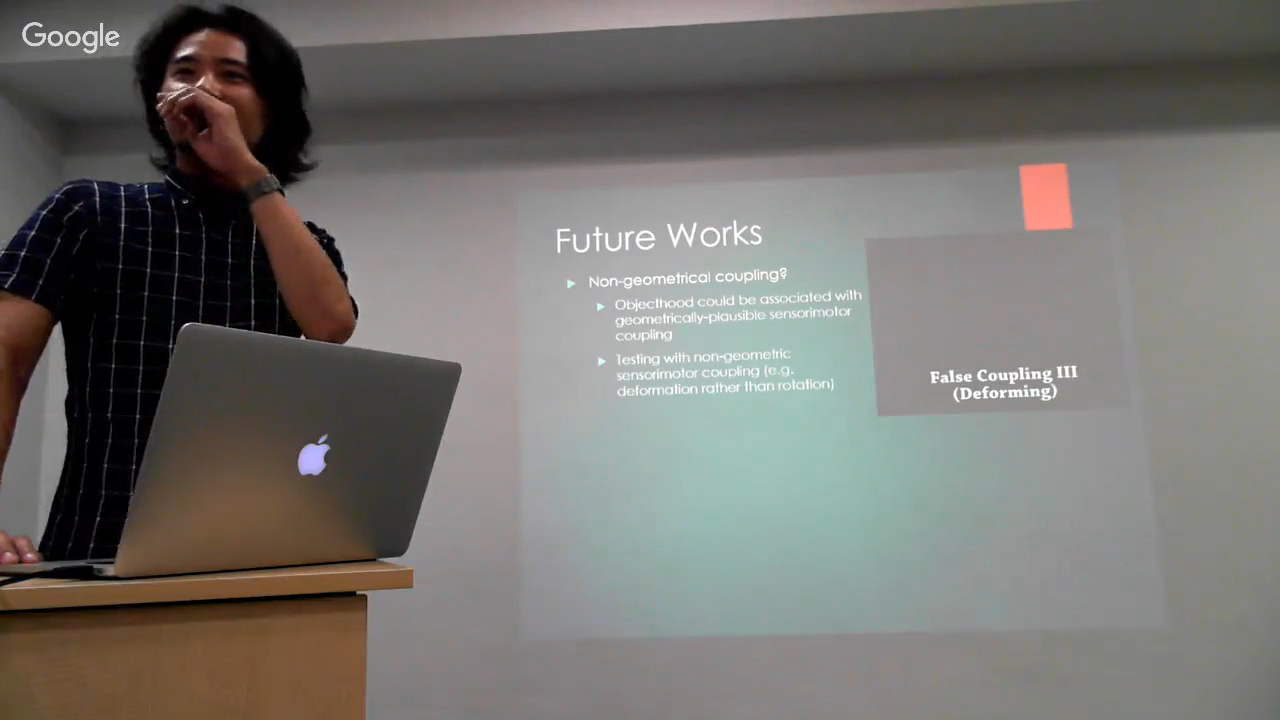 Google
Future Works
Non-geometrical coupling?
Objecthood could be associated with
geometrically-plausible sensorimotor
coupling
Testing with non-geometric
sensorimotor coupling (e.g.
deformation rather than rotation)
False Coupling III
(Deforming)